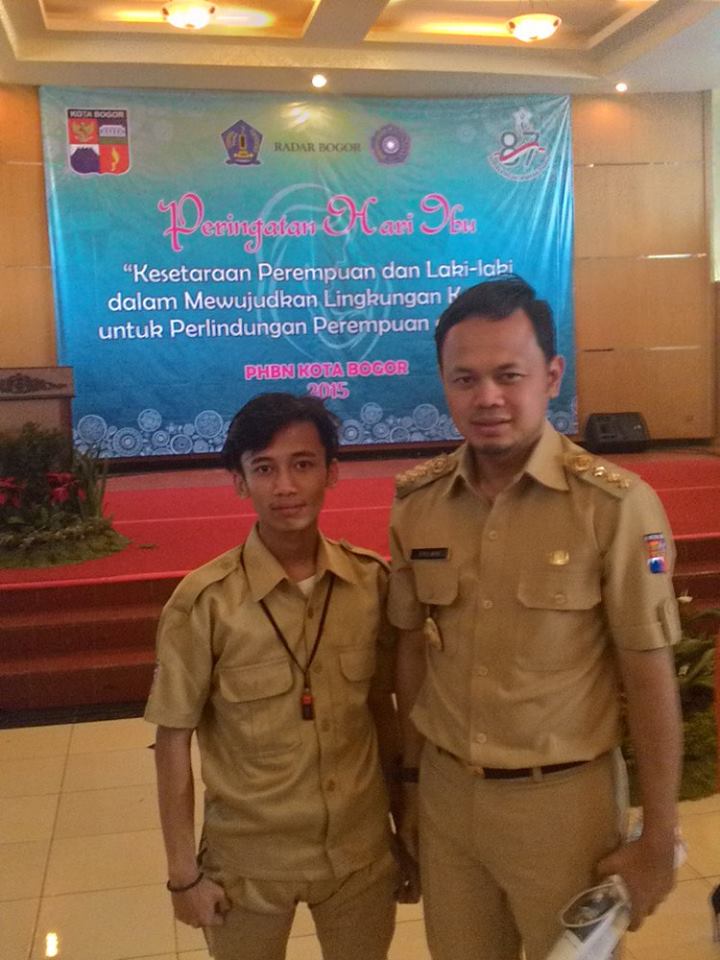 KOTA BOGOR
RADAR BOGOR
87
Peringatan Hari Ibu
"Kesetaraan Perempuan dan Laki-laki
dalam Mewujudkan Lingkungan
untuk Perlindungan Perempuan
PHBN KOTA BOGOR
2015